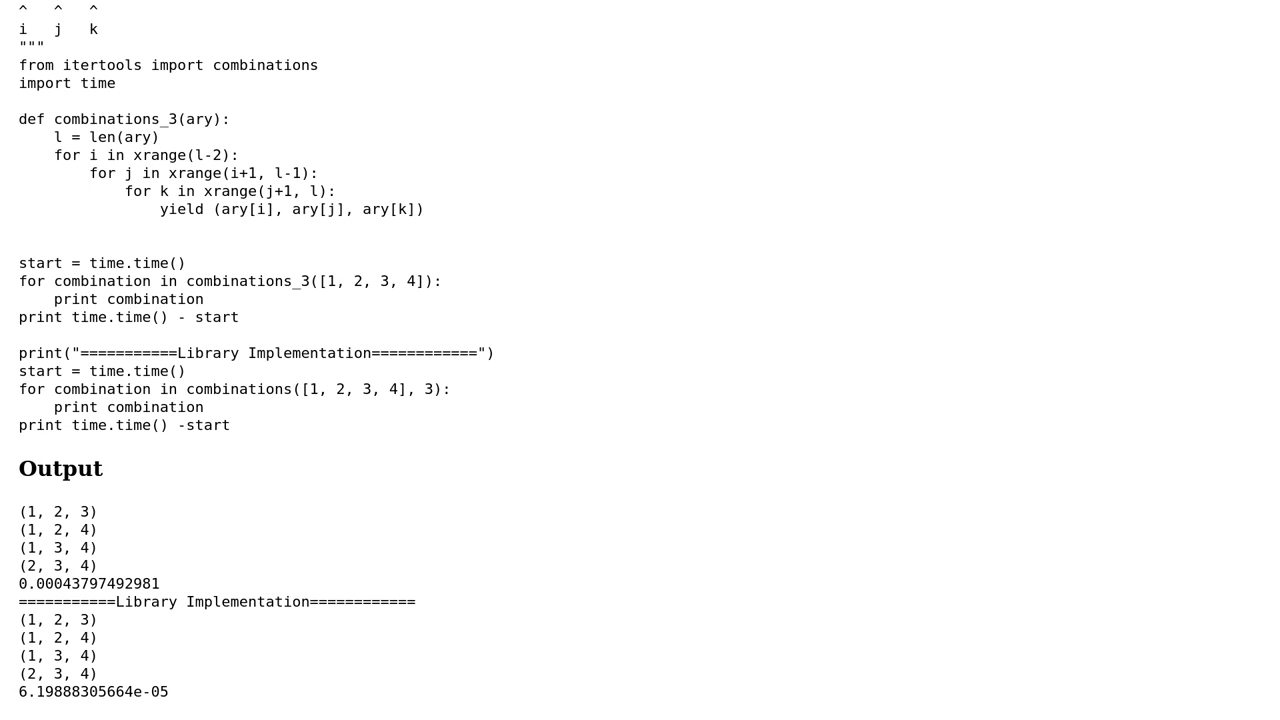 ^   ^   ^
i   j   k
"""
from itertools import combinations
import time

def combinations_3(ary):
    l = len(ary)
    for i in xrange(l-2):
        for j in xrange(i+1, l-1):
            for k in xrange(j+1, l):
                yield (ary[i], ary[j], ary[k])


start = time.time()
for combination in combinations_3([1, 2, 3, 4]):
    print combination
print time.time() - start

print("===========Library Implementation============")
start = time.time()
for combination in combinations([1, 2, 3, 4], 3):
    print combination
print time.time() -start

Output

(1, 2, 3)
(1, 2, 4)
(1, 3, 4)
(2, 3, 4)
0.00043797492981
===========Library Implementation============
(1, 2, 3)
(1, 2, 4)
(1, 3, 4)
(2, 3, 4)
6.19888305664e-05